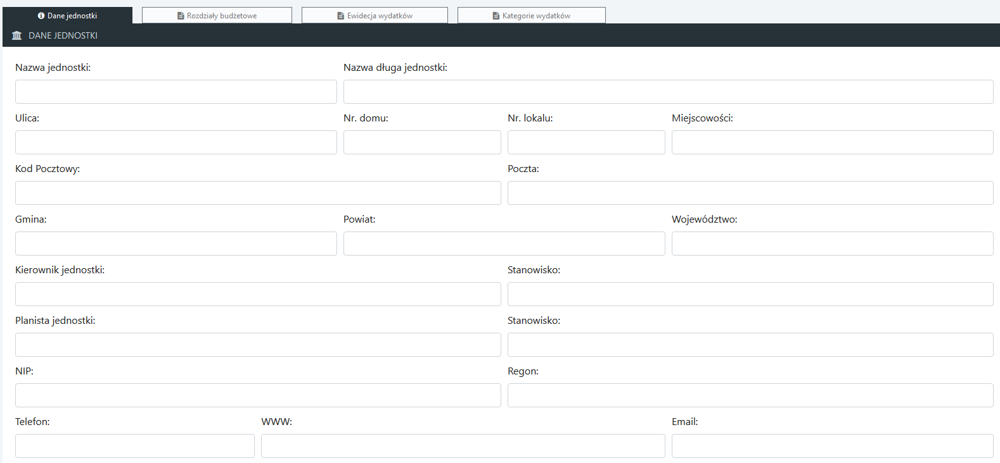 Dane jednostki Rozdziały budżetowe Ewidecja wydatków Kategorie wydatków
DANE JEDNOSTKI
Nazwa jednostki: Nazwa długa jednostki:
Ulica: Nr. domu: Nr. lokalu: Miejscowości:
Kod Pocztowy: Poczta:
Gmina: Powiat: Województwo:
Kierownik jednostki: Stanowisko:
Planista jednostki: Stanowisko:
NIP: Regon:
Telefon: WWW: Email: